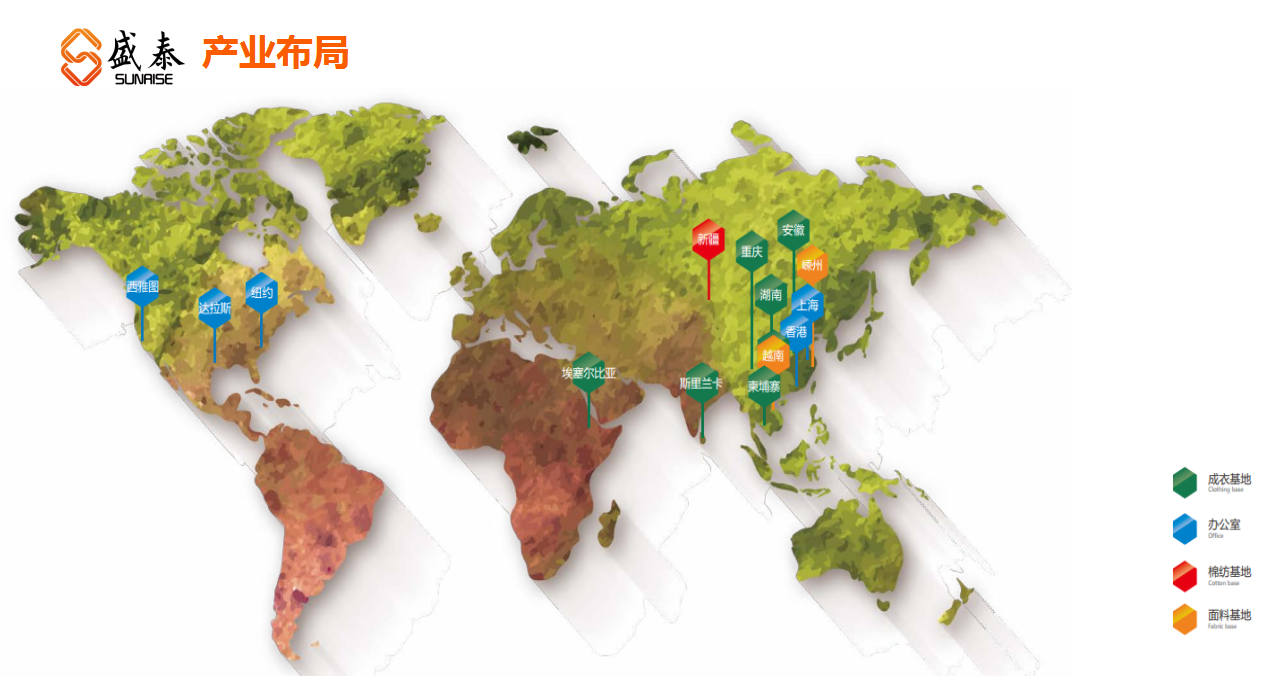 盛泰
SUNRISE
产业布局
西雅图
达拉斯
纽约
埃塞尔比亚
新疆
重庆
安徽
嵊州
湖南
上海
香港
越南
斯里兰卡
柬埔寨
成衣基地
Clothing base
办公室
Office
棉纺基地
Cotton base
面料基地
Fabric base